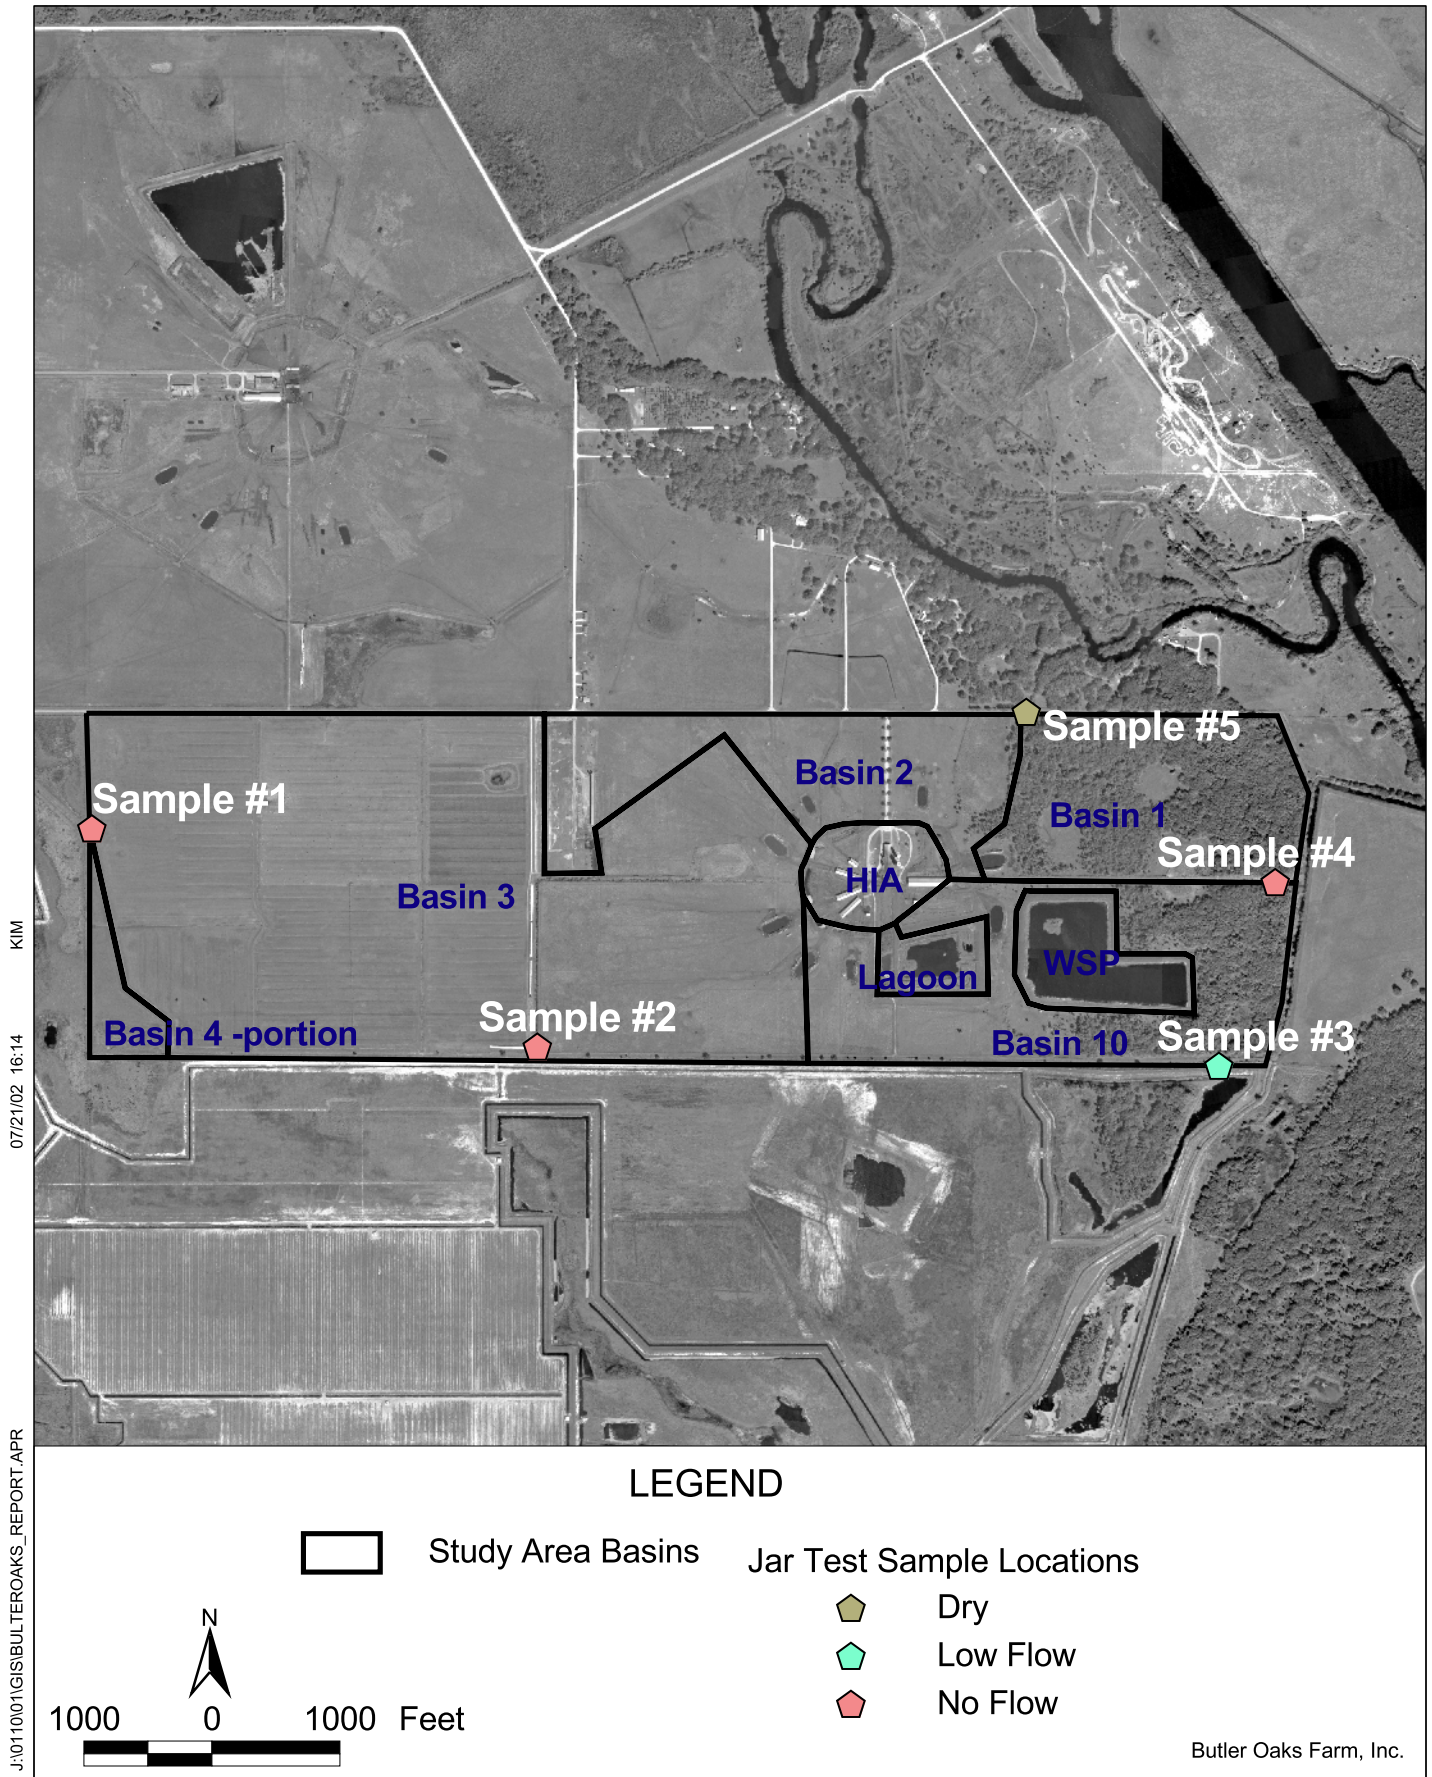 Sample #5
Basin 2
Sample #1
Basin 1
Sample #4
HIA
Basin 3
WSP
Lagoon
Sample #2
Basin 4 -portion
Basin 10
Sample #3
J:\0110\01\GIS\BULTEROAKS_REPORT.APR 07/21/02 16:14 KIM
LEGEND
Study Area Basins
Jar Test Sample Locations
Dry
Low Flow
No Flow
N
1000 0 1000 Feet
Butler Oaks Farm, Inc.